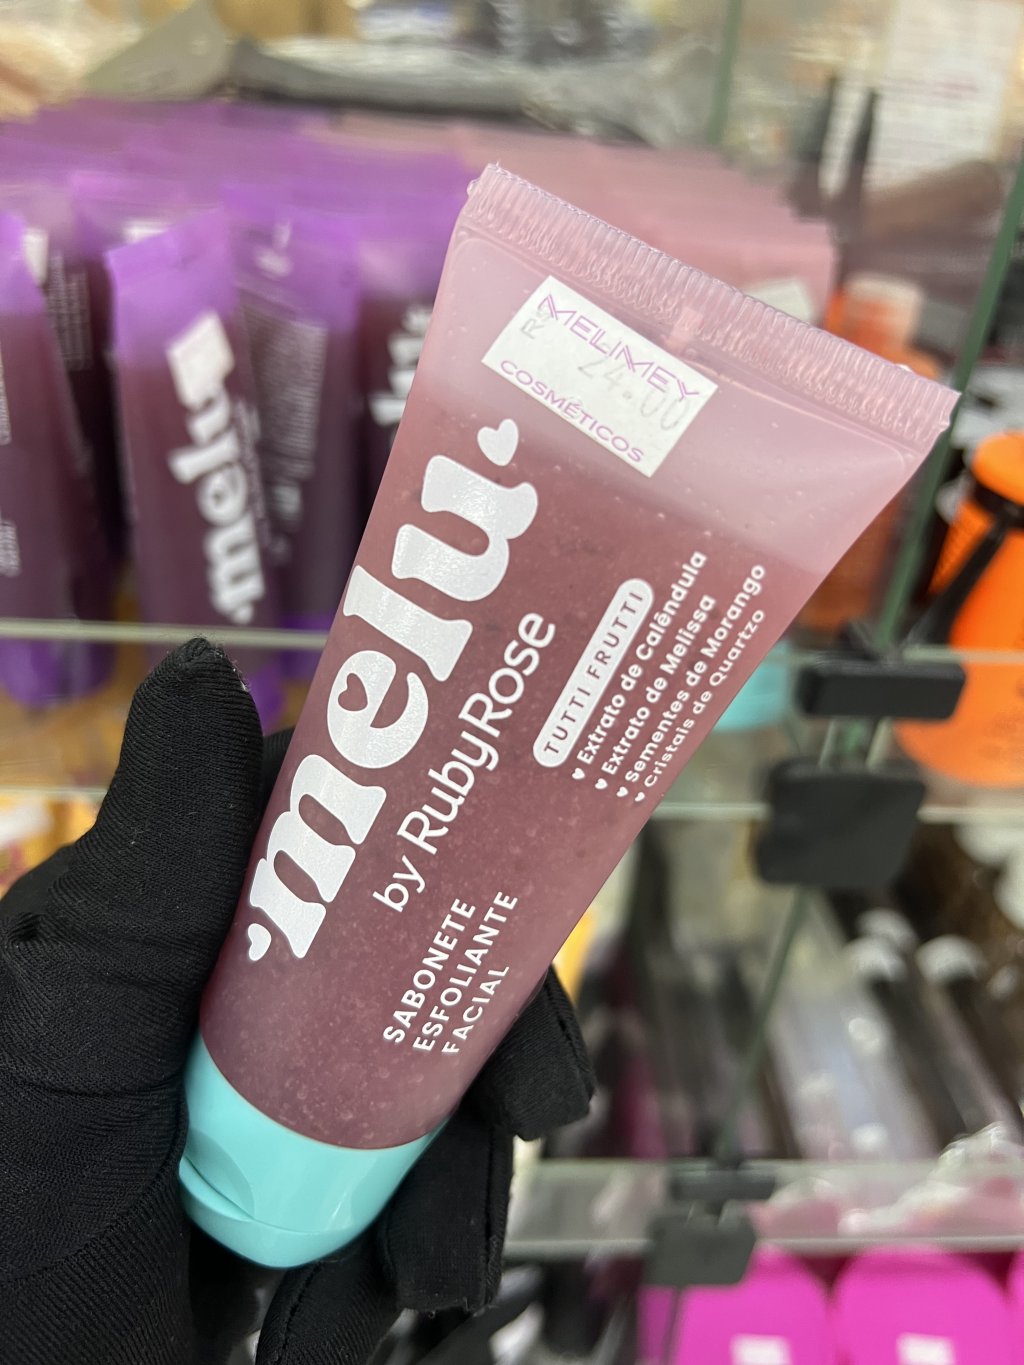 MELIMEY
R$ 24.00
COSMÉTICOS
melu
by RubyRose
TUTTI FRUTTI
Extrato de Calêndula
Extrato de Melissa
Sementes de Morango
Cristais de Quartzo
SABONETE
ESFOLIANTE
FACIAL
melu